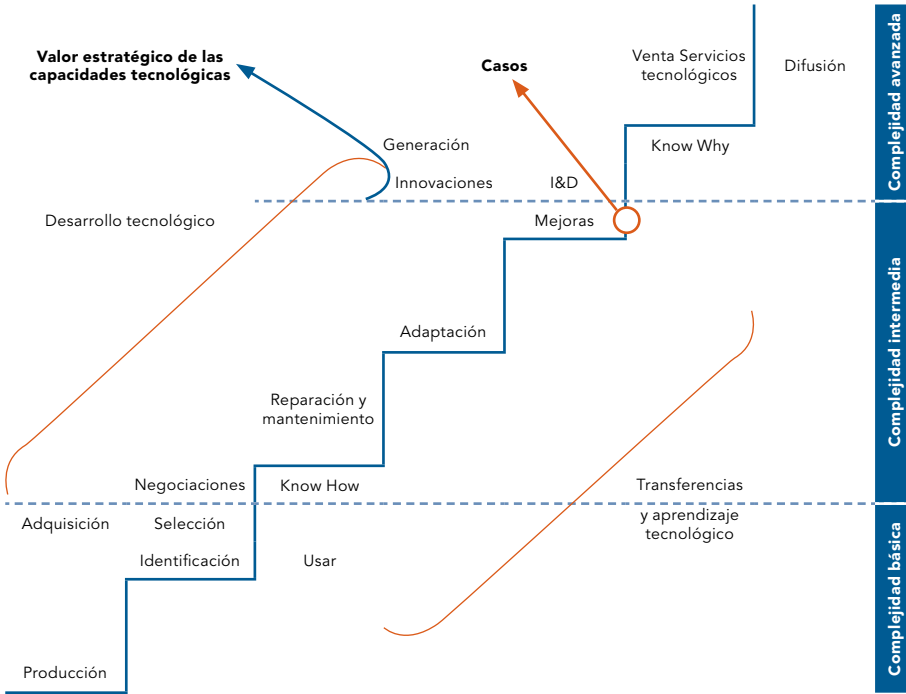 Valor estratégico de las
capacidades tecnológicas
Casos
Venta Servicios
tecnológicos
Difusión
Generación
Know Why
Innovaciones
I&D
Desarrollo tecnológico
Mejoras
Adaptación
Reparación y
mantenimiento
Negociaciones
Know How
Transferencias
y aprendizaje
tecnológico
Adquisición
Selección
Identificación
Usar
Producción
Complejidad avanzada
Complejidad intermedia
Complejidad básica